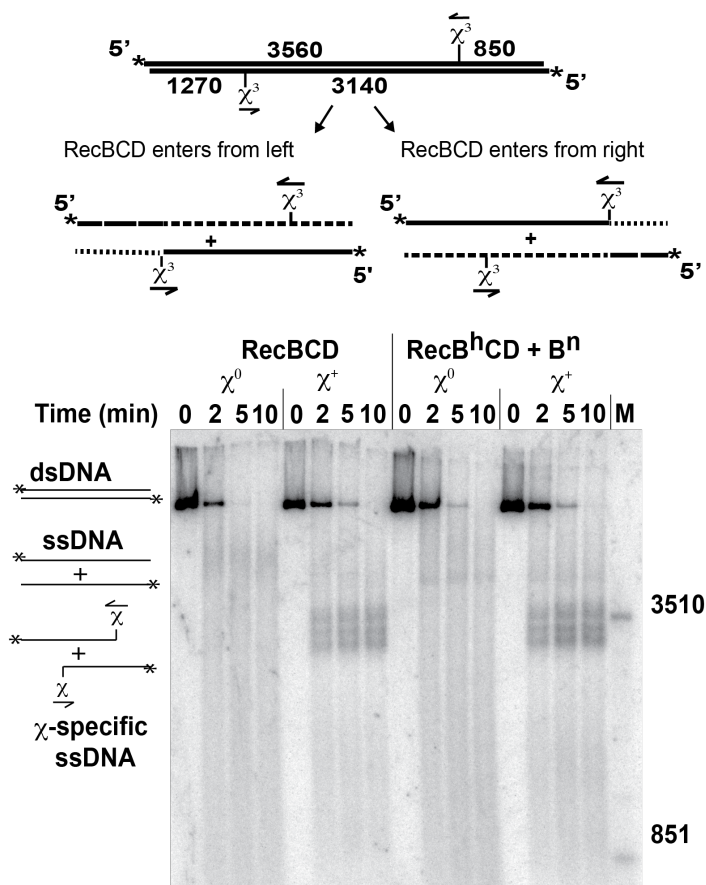 5' * 3560 χ³ 850
1270 χ³ 3140 * 5'
RecBCD enters from left RecBCD enters from right
5' * χ³ 5' * χ³
+ * +
χ³ 5' χ³ * 5'
RecBCD RecBʰCD + Bⁿ
χ⁰ χ⁺ χ⁰ χ⁺
Time (min) 0 2 5 10 0 2 5 10 0 2 5 10 0 2 5 10 M
dsDNA
ssDNA
+
χ
+
χ
χ-specific
ssDNA
3510
851